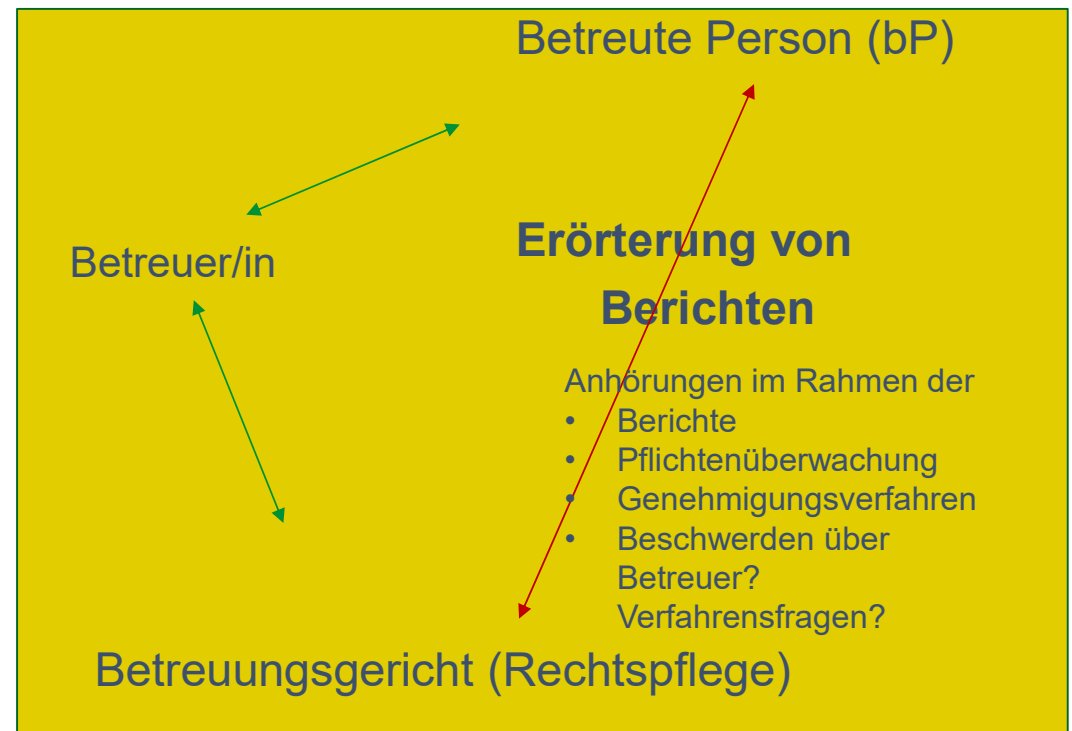 Betreute Person (bP)
Betreuer/in
Erörterung von
Berichten
Anhörungen im Rahmen der
• Berichte
• Pflichtenüberwachung
• Genehmigungsverfahren
• Beschwerden über
Betreuer?
Verfahrensfragen?
Betreuungsgericht (Rechtspflege)